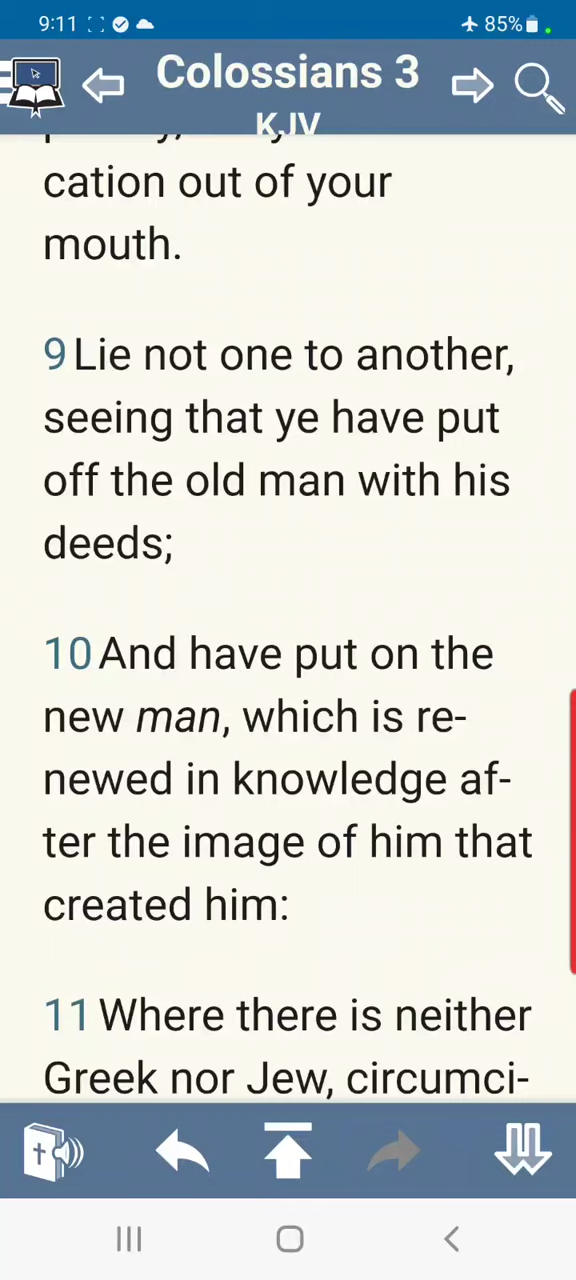 9:11 85%
Colossians 3
KJV
cation out of your
mouth.
9 Lie not one to another,
seeing that ye have put
off the old man with his
deeds;
10 And have put on the
new man, which is re-
newed in knowledge af-
ter the image of him that
created him:
11 Where there is neither
Greek nor Jew, circumci-